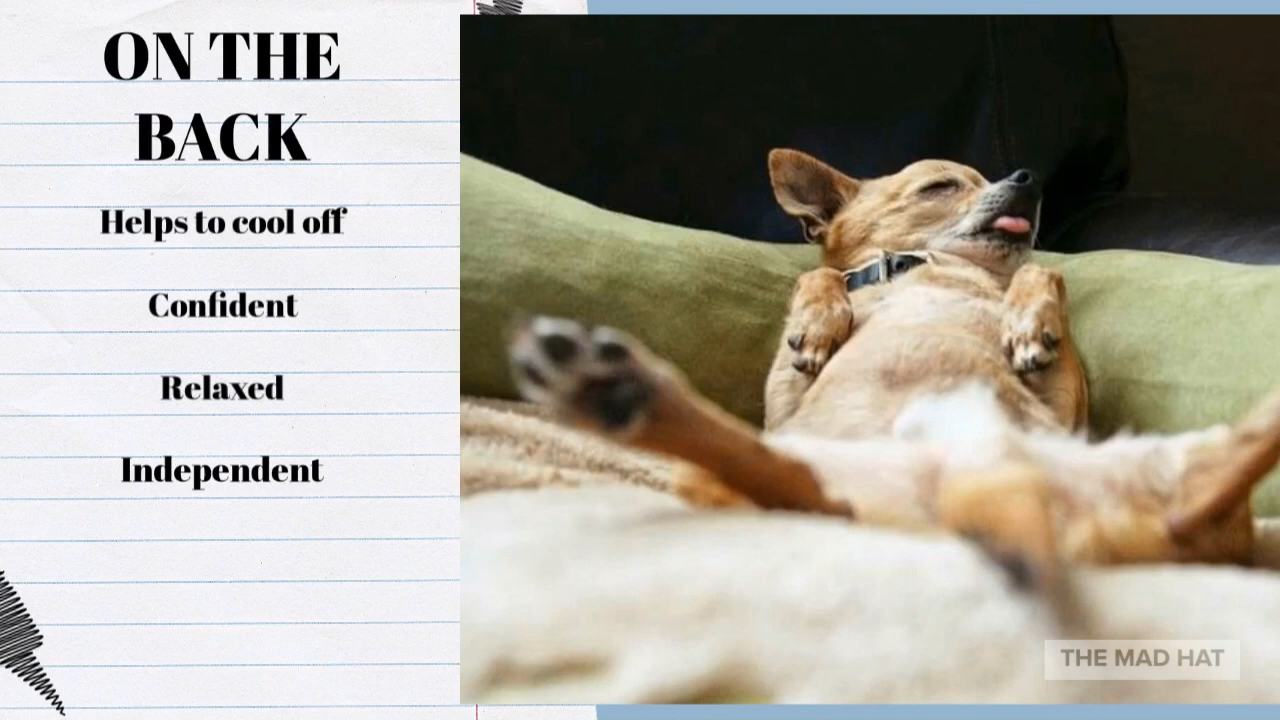 ON THE
BACK
Helps to cool off
Confident
Relaxed
Independent
THE MAD HAT